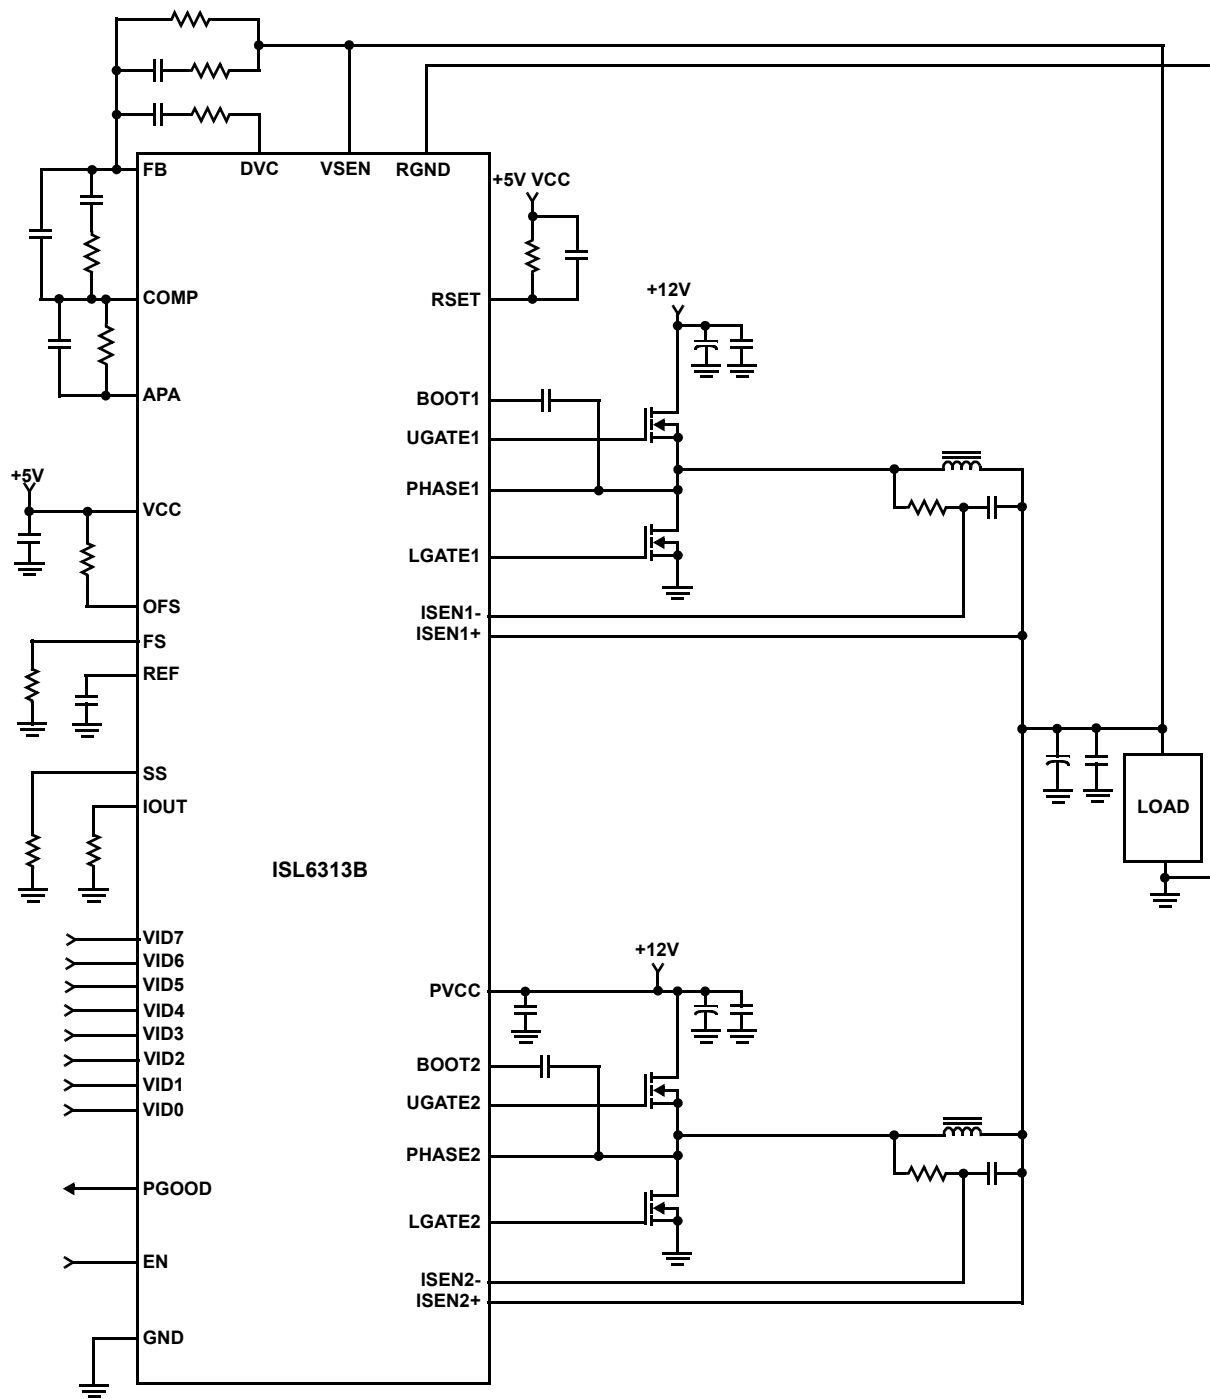 FB
DVC
VSEN
RGND
+5V VCC
COMP
RSET
+12V
APA
BOOT1
UGATE1
+5V
PHASE1
VCC
LGATE1
OFS
ISEN1-
ISEN1+
FS
REF
SS
IOUT
LOAD
ISL6313B
VID7
VID6
VID5
VID4
VID3
VID2
VID1
VID0
+12V
PVCC
BOOT2
UGATE2
PHASE2
PGOOD
LGATE2
EN
ISEN2-
ISEN2+
GND